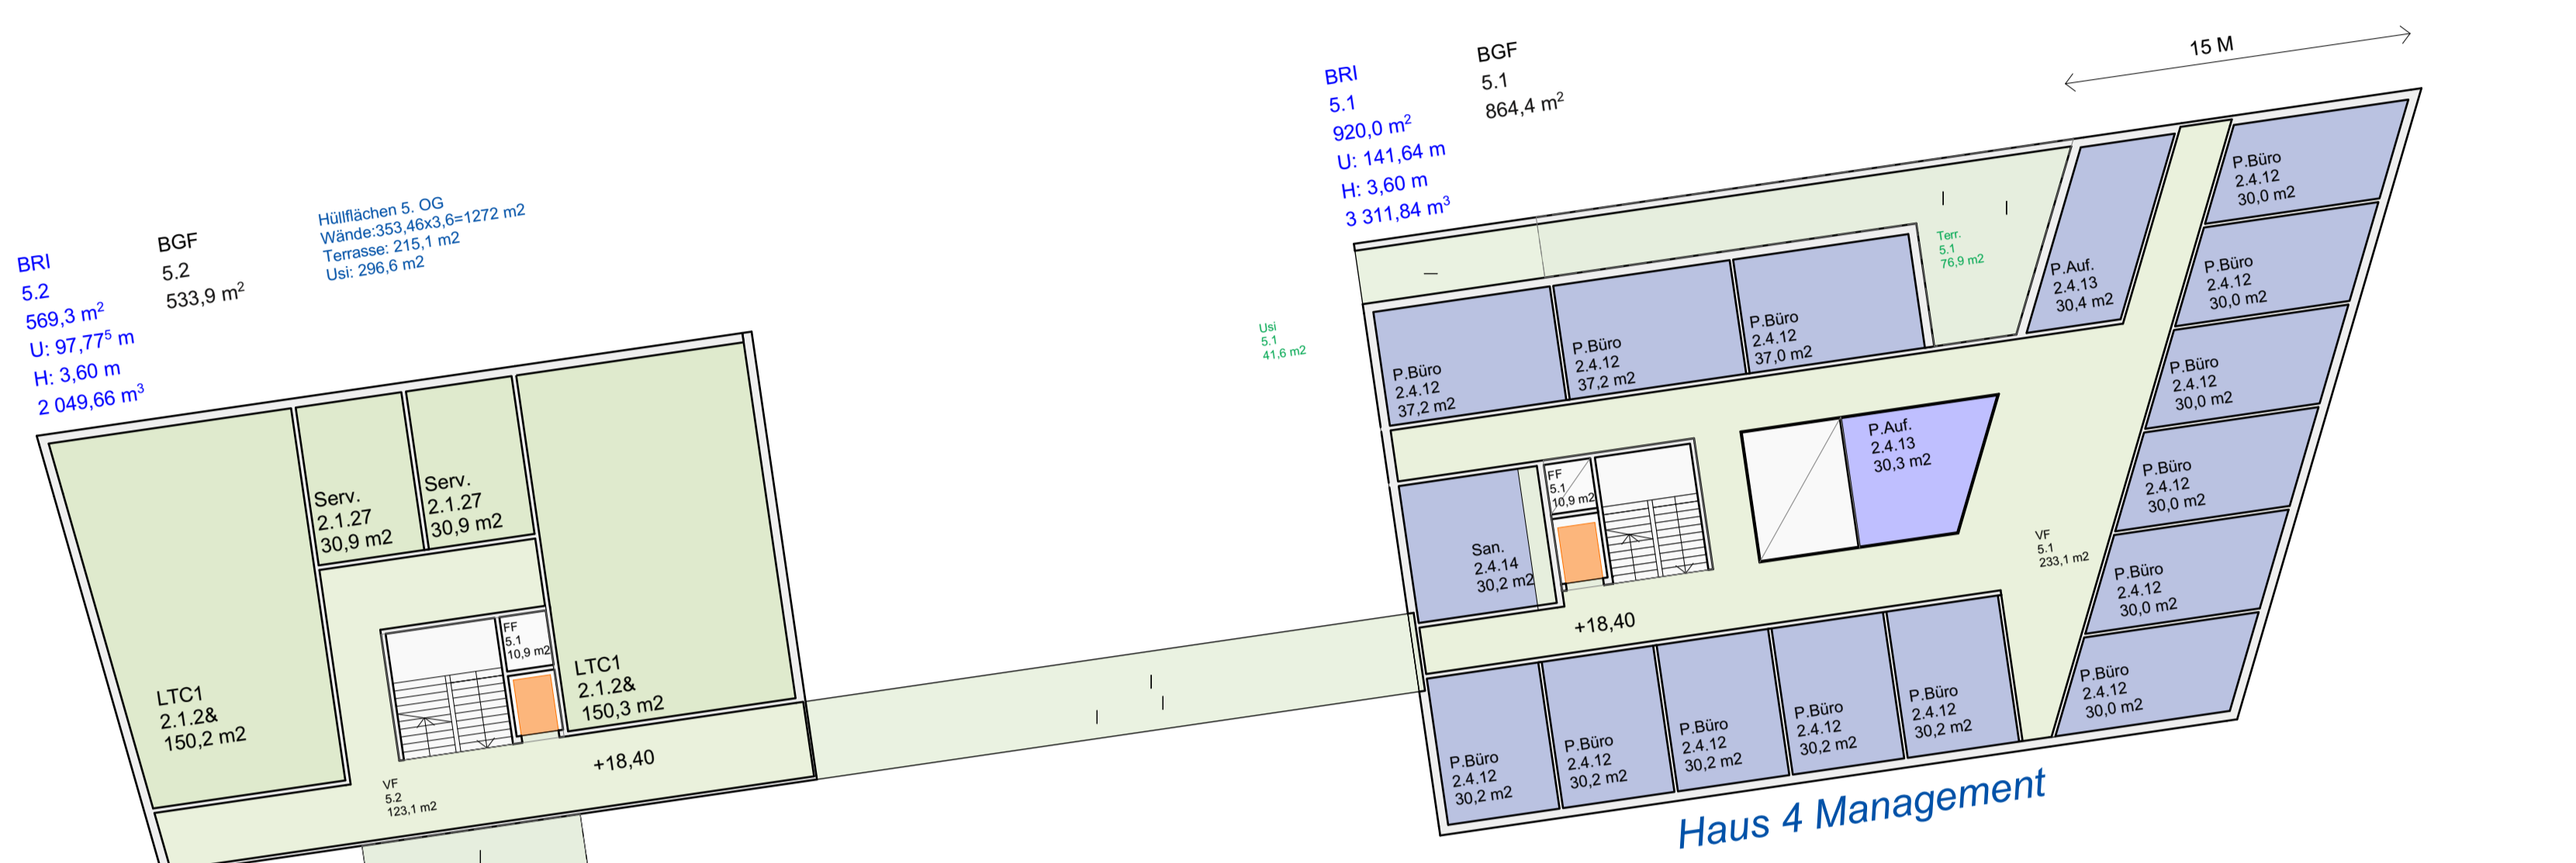 BRI
5.2
569,3 m²
U: 97,77⁵ m
H: 3,60 m
2 049,66 m³
BGF
5.2
533,9 m²
Hüllflächen 5. OG
Wände:353,46x3,6=1272 m2
Terrasse: 215,1 m2
Usi: 296,6 m2
BRI
5.1
920,0 m²
U: 141,64 m
H: 3,60 m
3 311,84 m³
BGF
5.1
864,4 m²
15 M
Usi
5.1
41,6 m2
Terr.
5.1
76,9 m2
LTC1
2.1.2&
150,2 m2
Serv.
2.1.27
30,9 m2
Serv.
2.1.27
30,9 m2
LTC1
2.1.2&
150,3 m2
FF
5.1
10,9 m2
VF
5.2
123,1 m2
+18,40
P.Büro
2.4.12
37,2 m2
P.Büro
2.4.12
37,2 m2
P.Büro
2.4.12
37,0 m2
P.Auf.
2.4.13
30,4 m2
P.Büro
2.4.12
30,0 m2
P.Büro
2.4.12
30,0 m2
P.Büro
2.4.12
30,0 m2
P.Büro
2.4.12
30,0 m2
P.Büro
2.4.12
30,0 m2
P.Büro
2.4.12
30,0 m2
San.
2.4.14
30,2 m2
FF
5.1
10,9 m2
P.Auf.
2.4.13
30,3 m2
VF
5.1
233,1 m2
+18,40
P.Büro
2.4.12
30,2 m2
P.Büro
2.4.12
30,2 m2
P.Büro
2.4.12
30,2 m2
P.Büro
2.4.12
30,2 m2
P.Büro
2.4.12
30,2 m2
Haus 4 Management